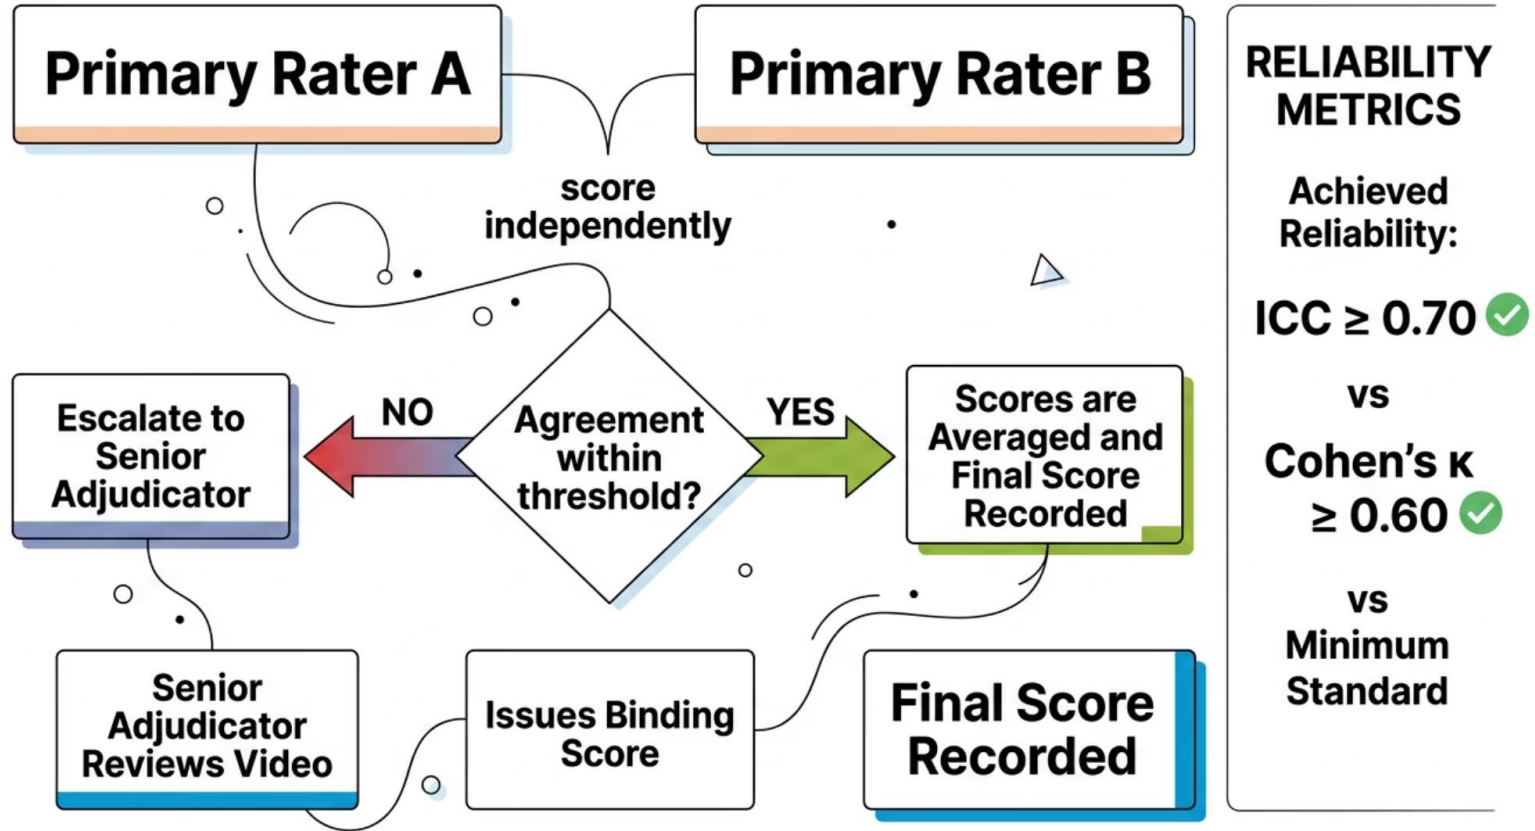 Primary Rater A
Primary Rater B
score
independently
NO
Agreement
within
threshold?
YES
Escalate to
Senior
Adjudicator
Scores are
Averaged and
Final Score
Recorded
Senior
Adjudicator
Reviews Video
Issues Binding
Score
Final Score
Recorded
RELIABILITY
METRICS
Achieved
Reliability:
ICC ≥ 0.70
vs
Cohen’s κ
≥ 0.60
vs
Minimum
Standard